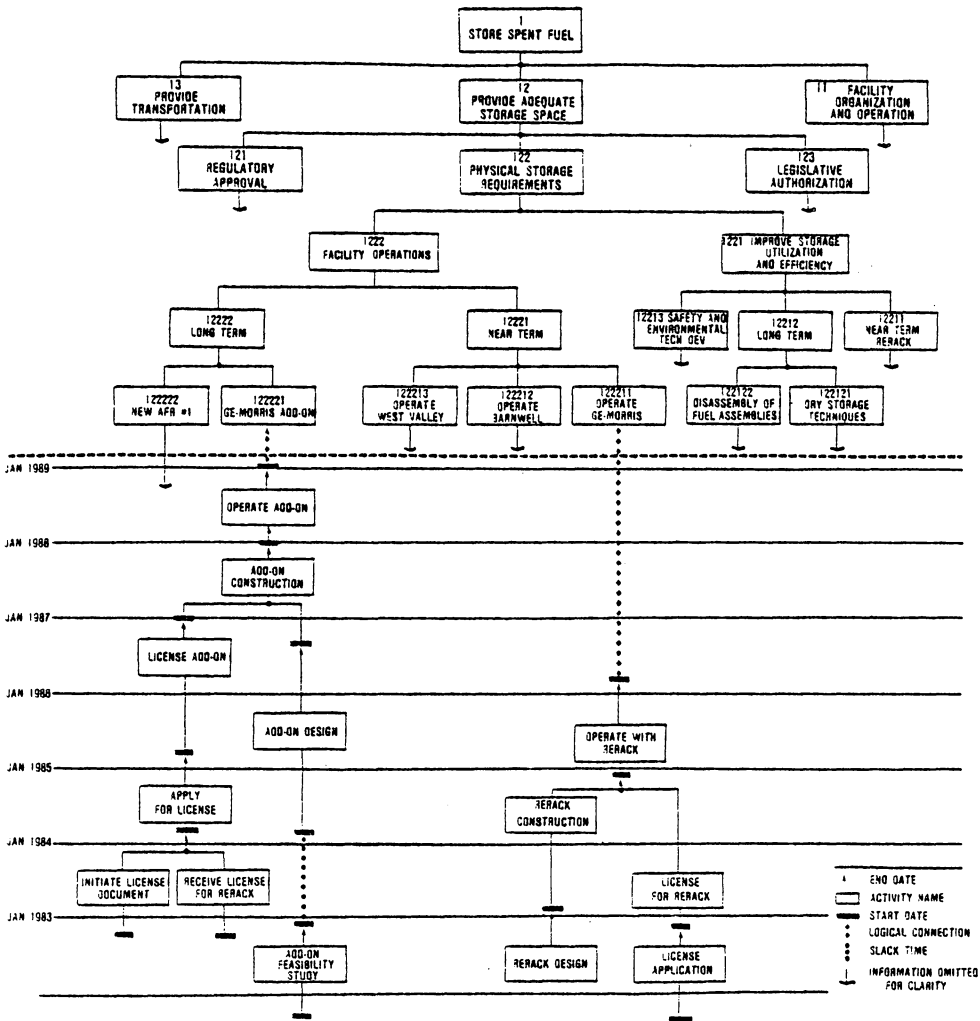 1
STORE SPENT FUEL
13
PROVIDE
TRANSPORTATION
12
PROVIDE ADEQUATE
STORAGE SPACE
11 FACILITY
ORGANIZATION
AND OPERATION
121
REGULATORY
APPROVAL
122
PHYSICAL STORAGE
REQUIREMENTS
123
LEGISLATIVE
AUTHORIZATION
1222
FACILITY OPERATIONS
1221 IMPROVE STORAGE
UTILIZATION
AND EFFICIENCY
12222
LONG TERM
12221
NEAR TERM
12213 SAFETY AND
ENVIRONMENTAL
TECH DEV
12212
LONG TERM
12211
NEAR TERM
RERACK
122222
NEW AFR #1
122221
GE-MORRIS ADD-ON
122213
OPERATE
WEST VALLEY
122212
OPERATE
BARNWELL
122211
OPERATE
GE-MORRIS
122122
DISASSEMBLY OF
FUEL ASSEMBLIES
122121
DRY STORAGE
TECHNIQUES
JAN 1989
OPERATE ADD-ON
JAN 1988
ADD-ON
CONSTRUCTION
JAN 1987
LICENSE ADD-ON
JAN 1988
ADD-ON DESIGN
OPERATE WITH
RERACK
JAN 1985
APPLY
FOR LICENSE
RERACK
CONSTRUCTION
JAN 1984
INITIATE LICENSE
DOCUMENT
RECEIVE LICENSE
FOR RERACK
LICENSE
FOR RERACK
JAN 1983
ADD-ON
FEASIBILITY
STUDY
RERACK DESIGN
LICENSE
APPLICATION
END DATE
ACTIVITY NAME
START DATE
LOGICAL CONNECTION
SLACK TIME
INFORMATION OMITTED
FOR CLARITY